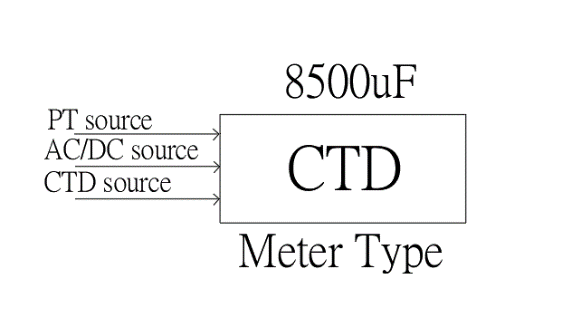 8500uF
PT source
AC/DC source
CTD source
CTD
Meter Type